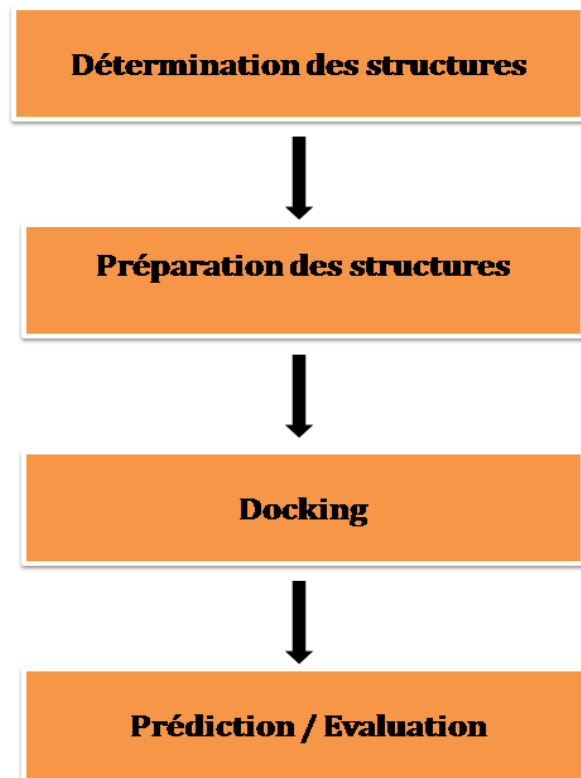 Détermination des structures
Préparation des structures
Docking
Prédiction / Evaluation